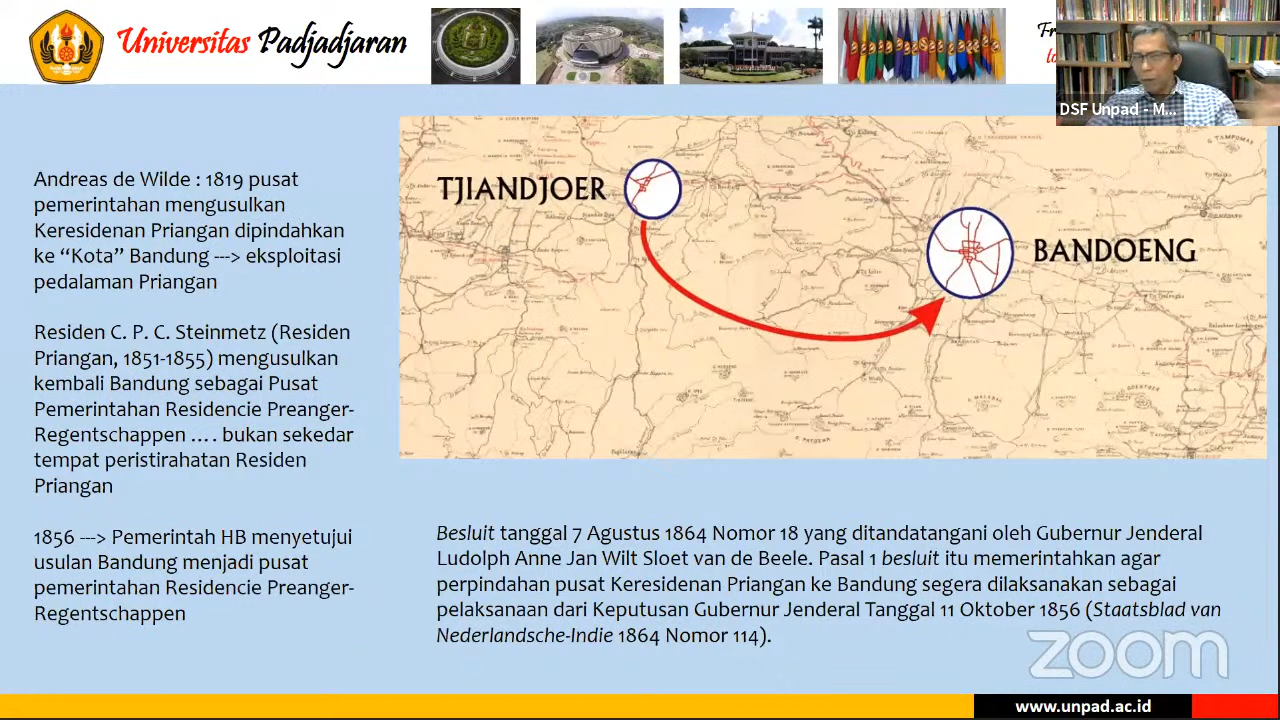 Universitas Padjadjaran
Fr
to
DSF Unpad - M...
Andreas de Wilde : 1819 pusat
pemerintahan mengusulkan
Keresidenan Priangan dipindahkan
ke “Kota” Bandung ---> eksploitasi
pedalaman Priangan
Residen C. P. C. Steinmetz (Residen
Priangan, 1851-1855) mengusulkan
kembali Bandung sebagai Pusat
Pemerintahan Residencie Preanger-
Regentschappen .... bukan sekedar
tempat peristirahatan Residen
Priangan
1856 ---> Pemerintah HB menyetujui
usulan Bandung menjadi pusat
pemerintahan Residencie Preanger-
Regentschappen
TJIANDJOER
BANDOENG
Besluit tanggal 7 Agustus 1864 Nomor 18 yang ditandatangani oleh Gubernur Jenderal
Ludolph Anne Jan Wilt Sloet van de Beele. Pasal 1 besluit itu memerintahkan agar
perpindahan pusat Keresidenan Priangan ke Bandung segera dilaksanakan sebagai
pelaksanaan dari Keputusan Gubernur Jenderal Tanggal 11 Oktober 1856 (Staatsblad van
Nederlandsche-Indie 1864 Nomor 114).
zoom
www.unpad.ac.id